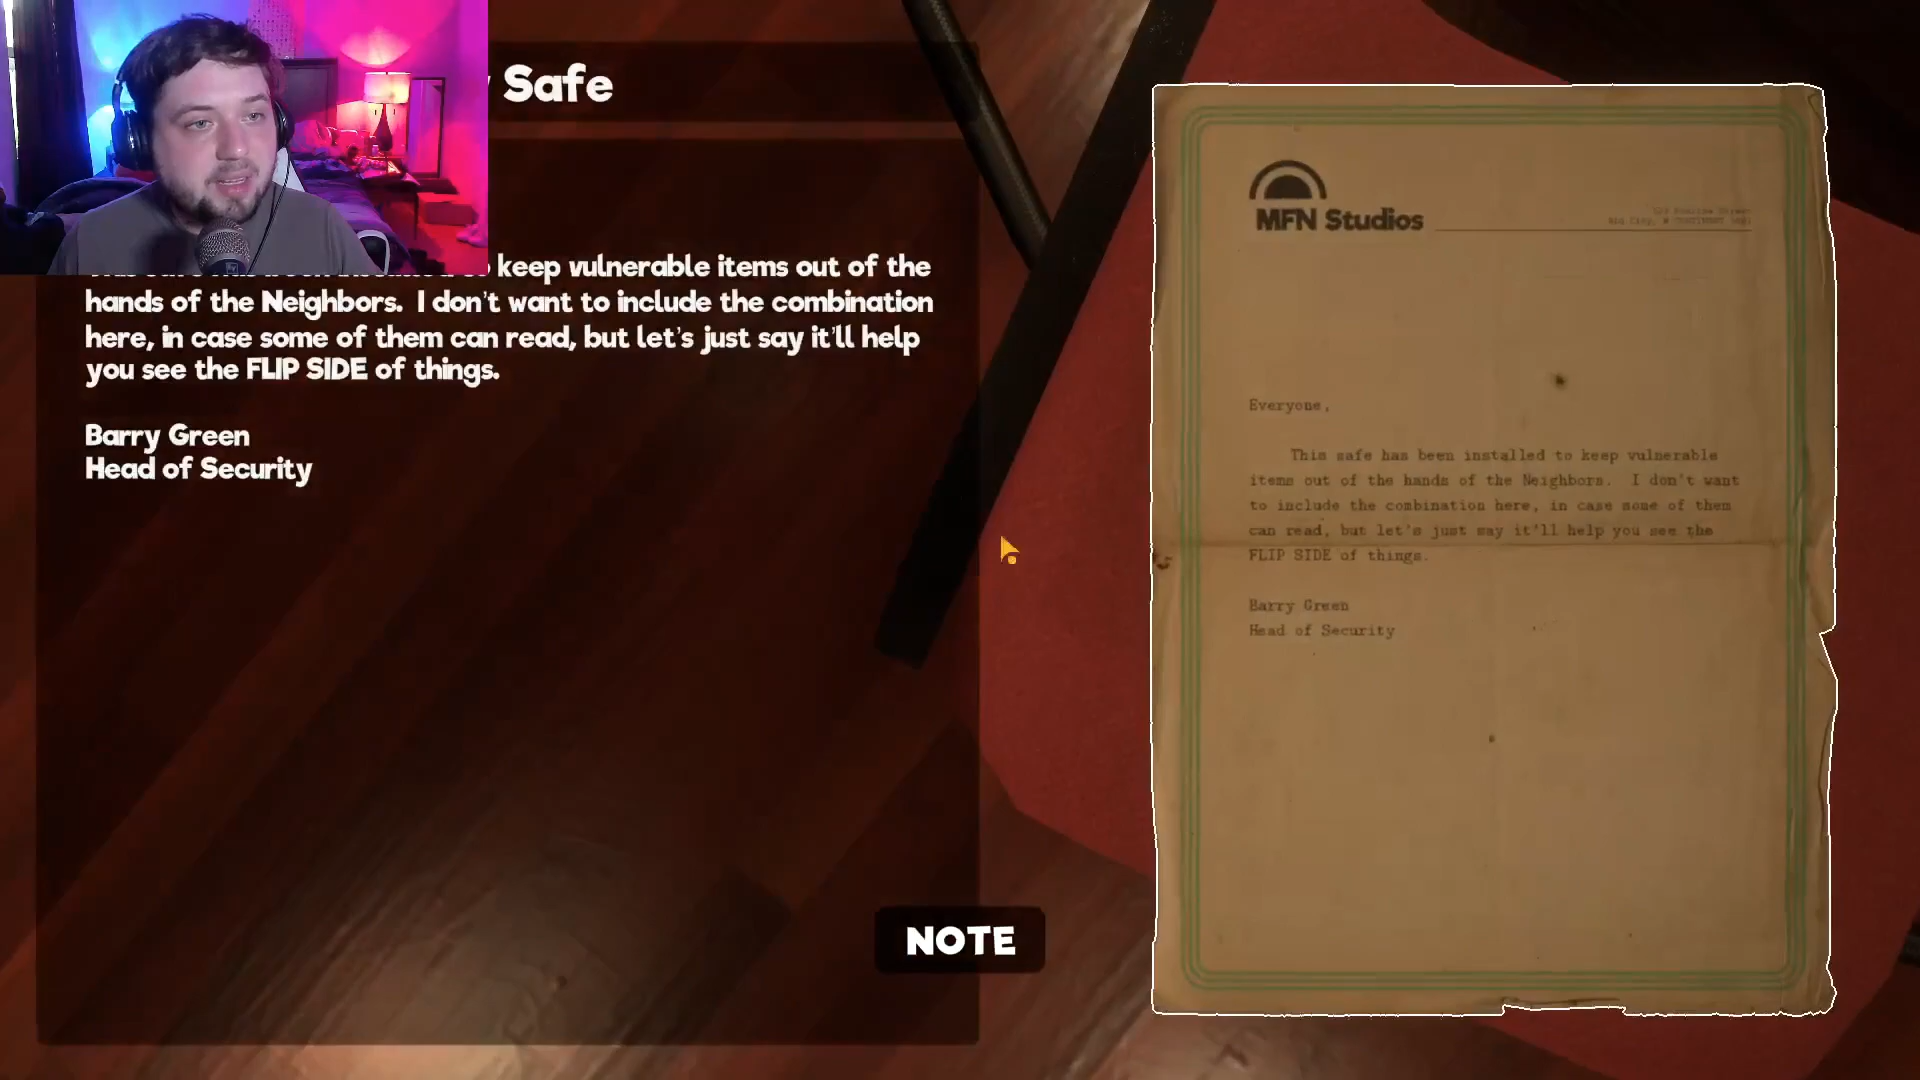 Safe
keep vulnerable items out of the
hands of the Neighbors. I don't want to include the combination
here, in case some of them can read, but let's just say it'll help
you see the FLIP SIDE of things.
Barry Green
Head of Security
NOTE
MFN Studios
Everyone,
This safe has been installed to keep vulnerable
items out of the hands of the Neighbors. I don't want
to include the combination here, in case some of them
can read, but let's just say it'll help you see the
FLIP SIDE of things.
Barry Green
Head of Security